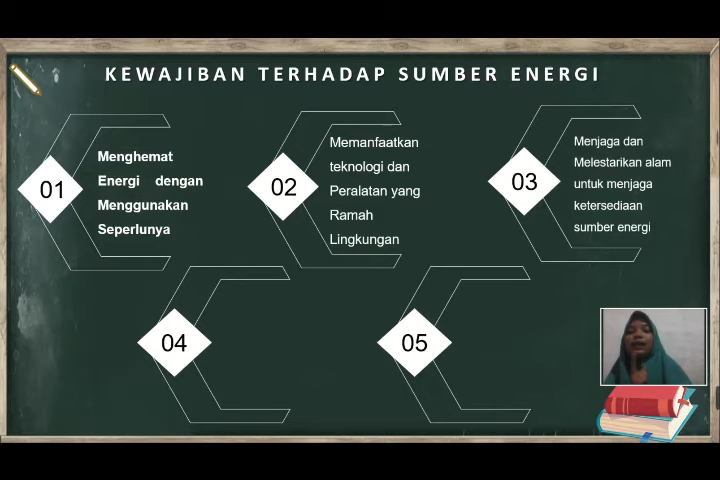 KEWAJIBAN TERHADAP SUMBER ENERGI
01
Menghemat
Energi dengan
Menggunakan
Seperlunya
02
Memanfaatkan
teknologi dan
Peralatan yang
Ramah
Lingkungan
03
Menjaga dan
Melestarikan alam
untuk menjaga
ketersediaan
sumber energi
04
05